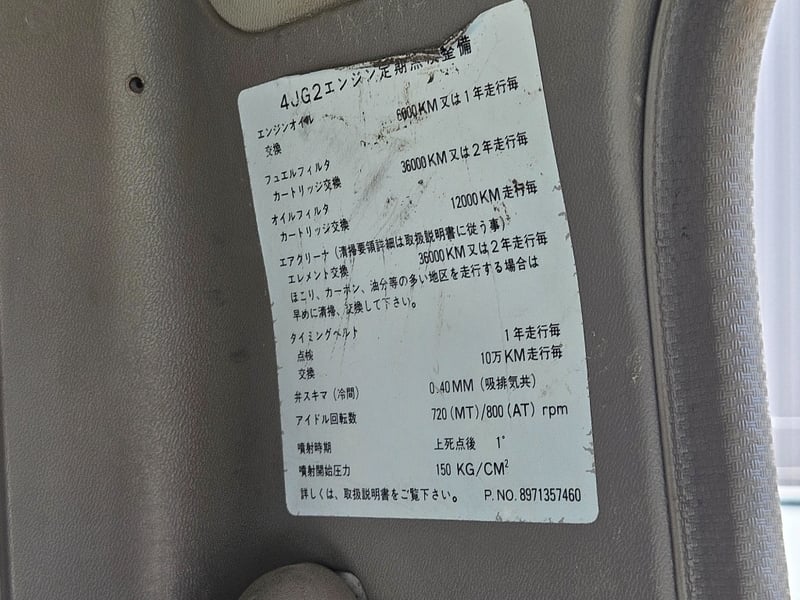 4JG2エンジン定期点検整備
エンジンオイル 6000KM又は1年走行毎
交換
フュエルフィルタ 36000KM又は2年走行毎
カートリッジ交換
オイルフィルタ 12000KM走行毎
カートリッジ交換
エアクリーナ(清掃要領詳細は取扱説明書に従う事)
エレメント交換 36000KM又は2年走行毎
ほこり、カーボン、油分等の多い地区を走行する場合は
早めに清掃、交換して下さい。
タイミングベルト
点検 1年走行毎
交換 10万KM走行毎
弁スキマ(冷間) 0.40MM(吸排気共)
アイドル回転数 720(MT)/800(AT)rpm
噴射時期 上死点後 1°
噴射開始圧力 150 KG/CM²
詳しくは、取扱説明書をご覧下さい。 P.NO.8971357460